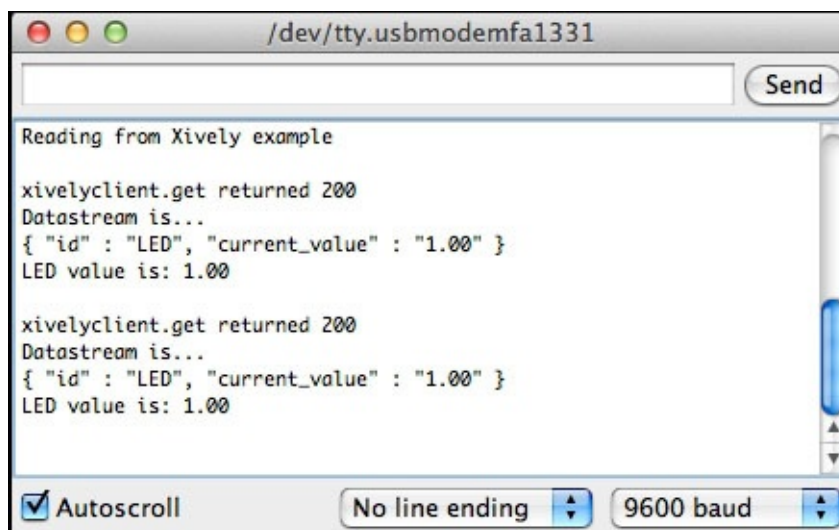 /dev/tty.usbmodemfa1331
Send
Reading from Xively example
xivelyclient.get returned 200
Datastream is...
{ "id" : "LED", "current_value" : "1.00" }
LED value is: 1.00
xivelyclient.get returned 200
Datastream is...
{ "id" : "LED", "current_value" : "1.00" }
LED value is: 1.00
Autoscroll
No line ending
9600 baud